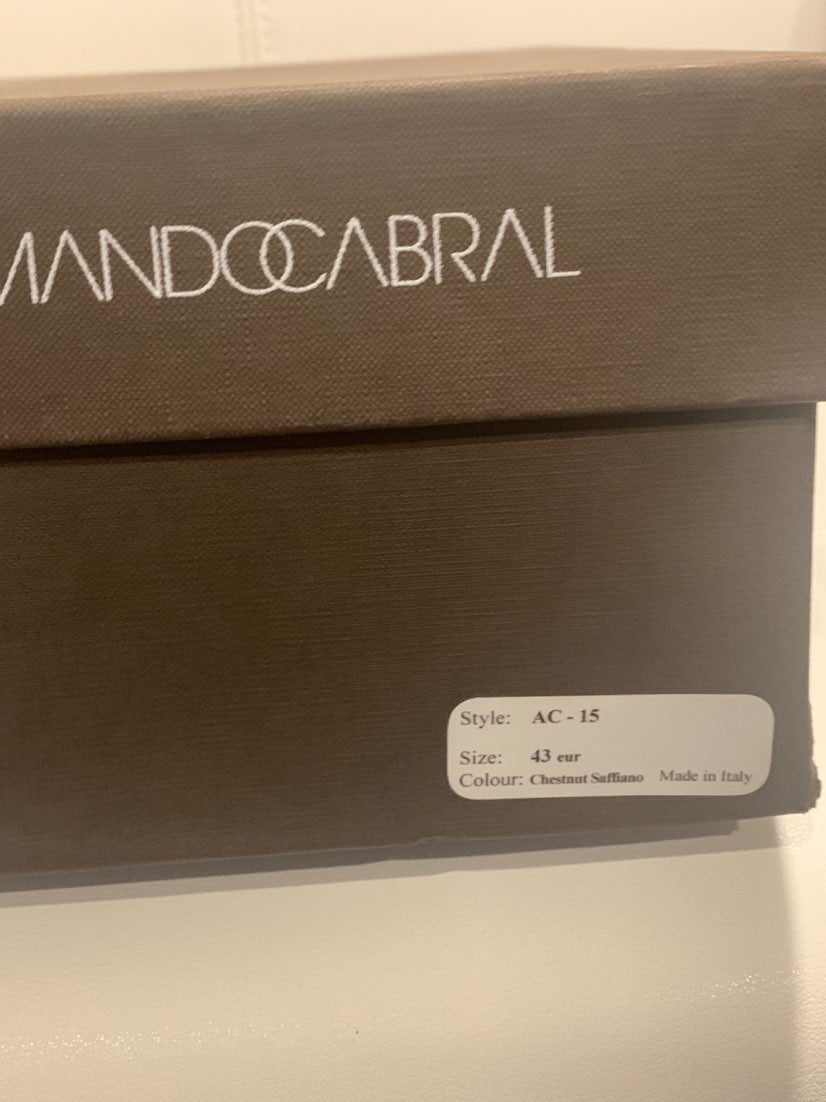 MANDOCABRAL
Style: AC - 15
Size: 43 eur
Colour: Chestnut Saffiano Made in Italy